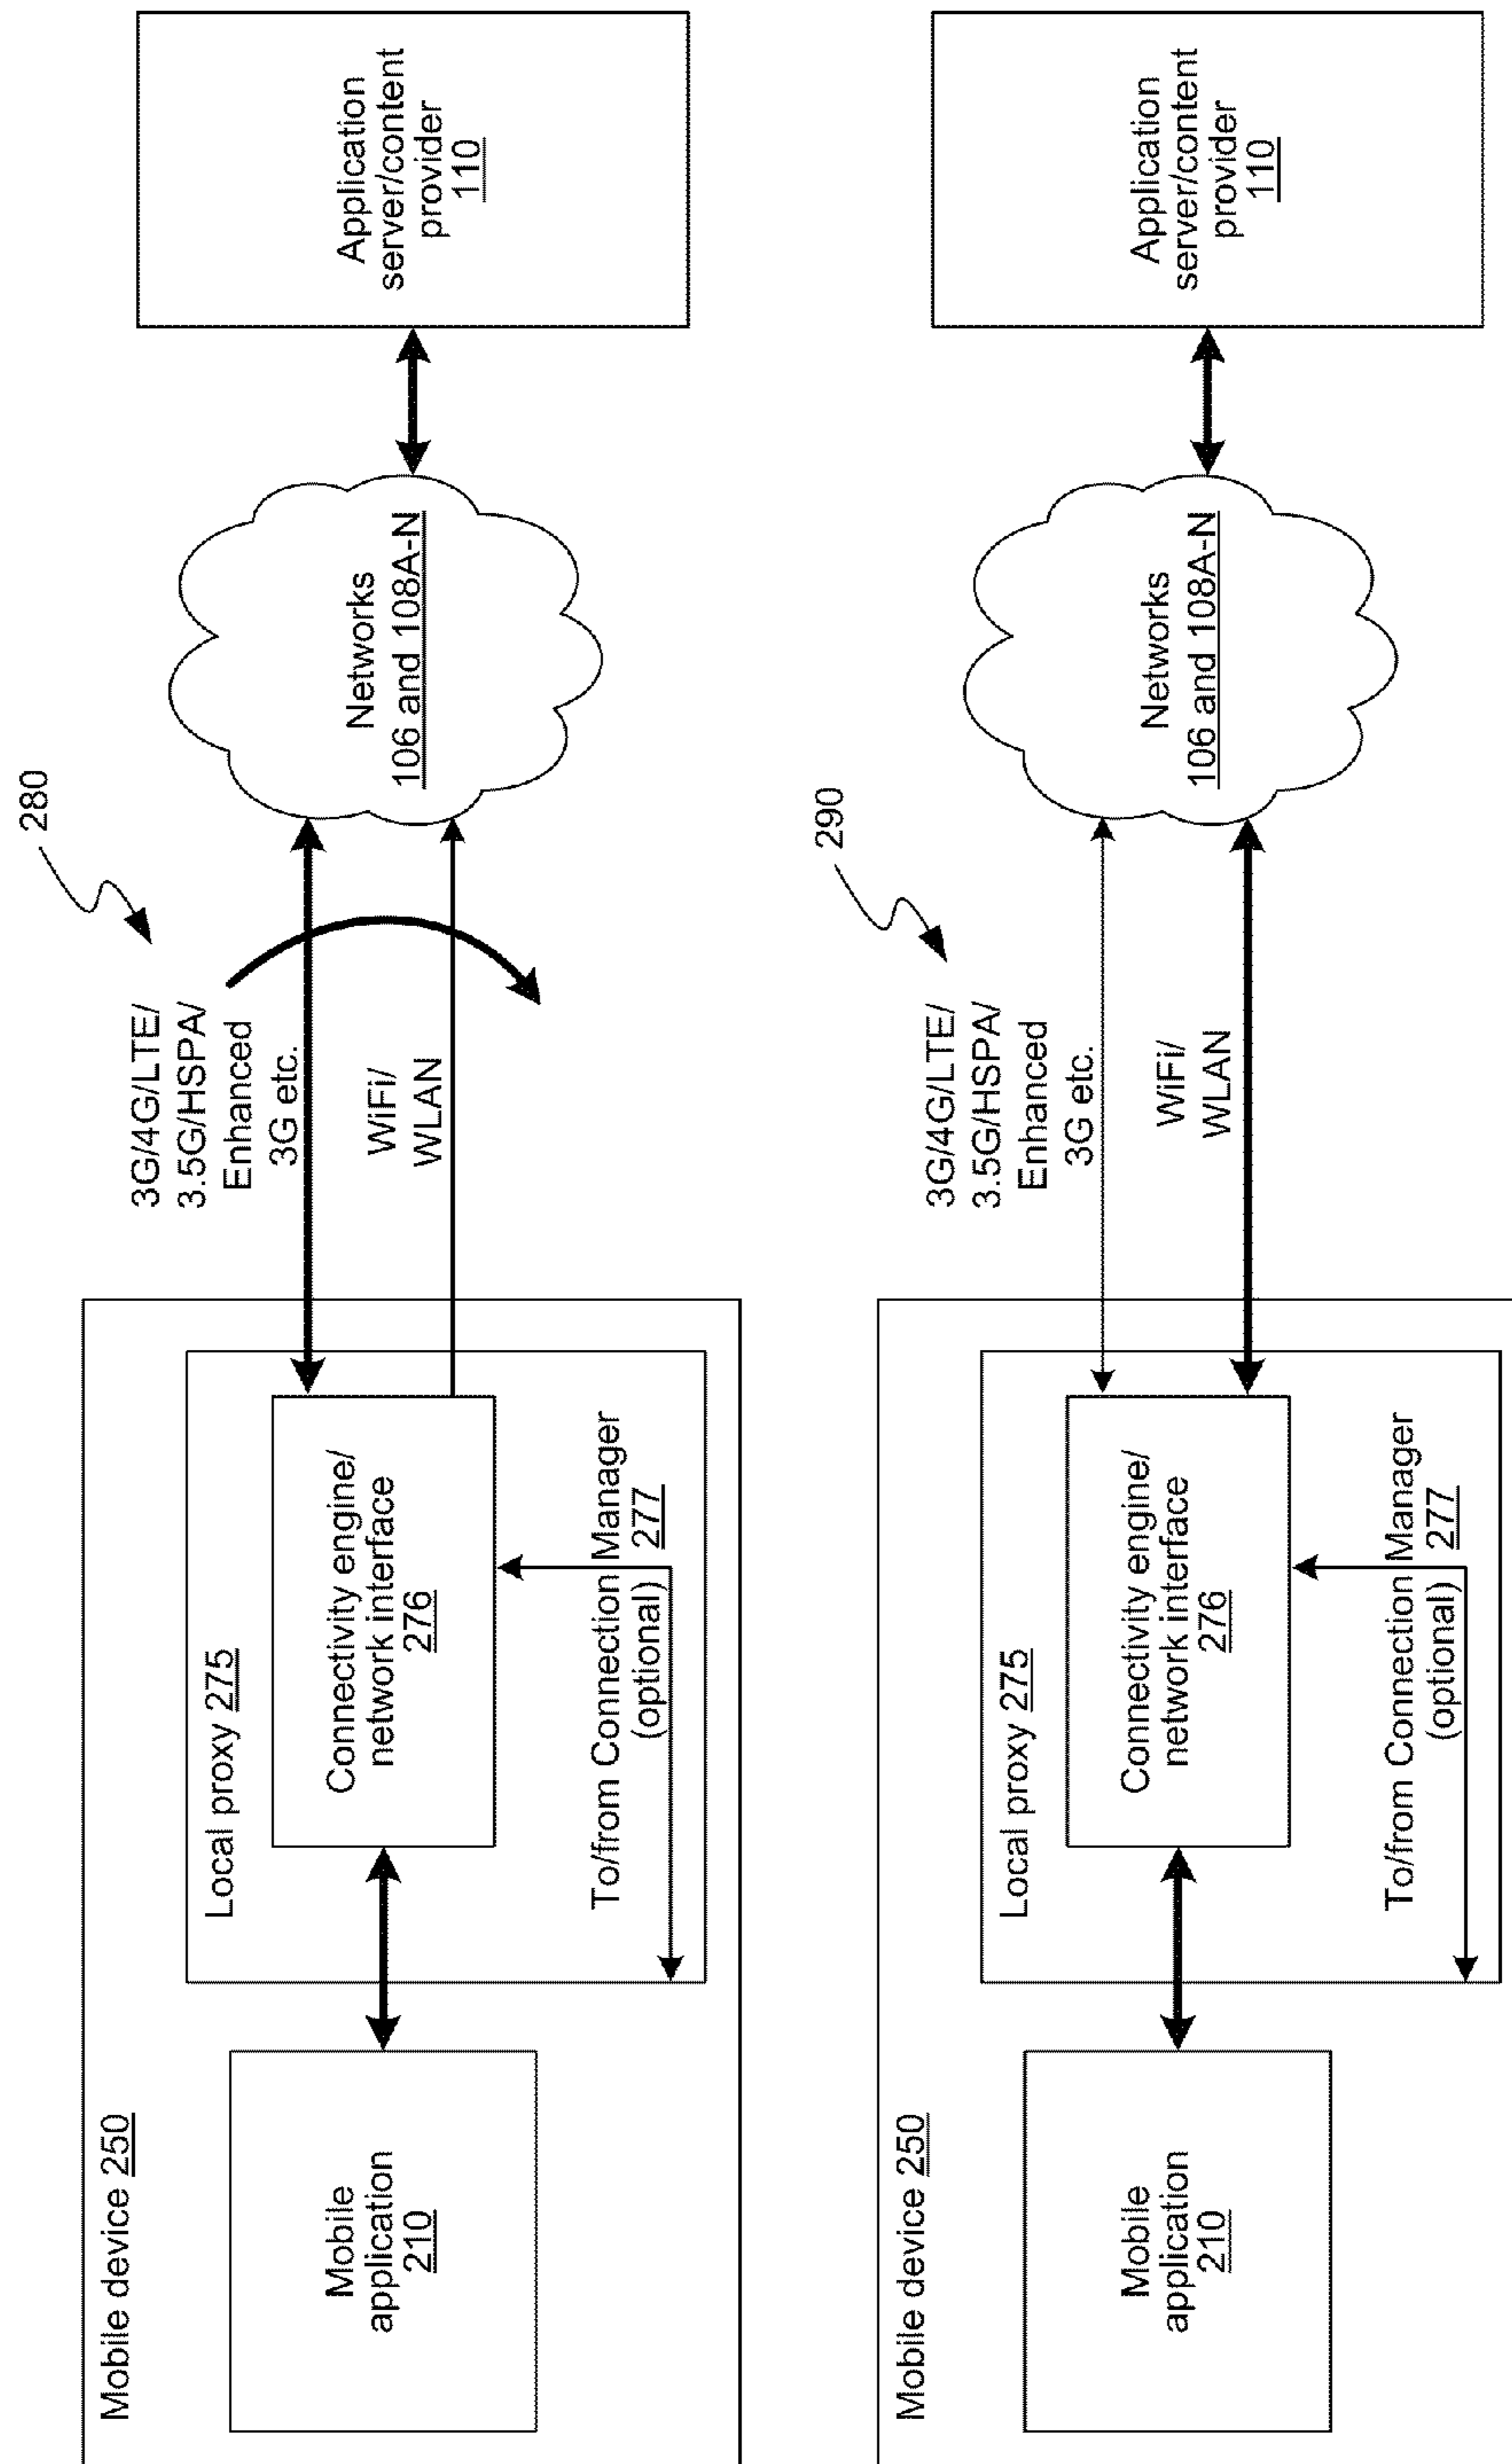 Mobile device 250
Mobile
application
210
Local proxy 275
Connectivity engine/
network interface
276
To/from Connection Manager
277
(optional)
280
3G/4G/LTE/
3.5G/HSPA/
Enhanced
3G etc.
WiFi/
WLAN
Networks
106 and 108A-N
Application
server/content
provider
110
Mobile device 250
Mobile
application
210
Local proxy 275
Connectivity engine/
network interface
276
To/from Connection Manager
277
(optional)
290
3G/4G/LTE/
3.5G/HSPA/
Enhanced
3G etc.
WiFi/
WLAN
Networks
106 and 108A-N
Application
server/content
provider
110